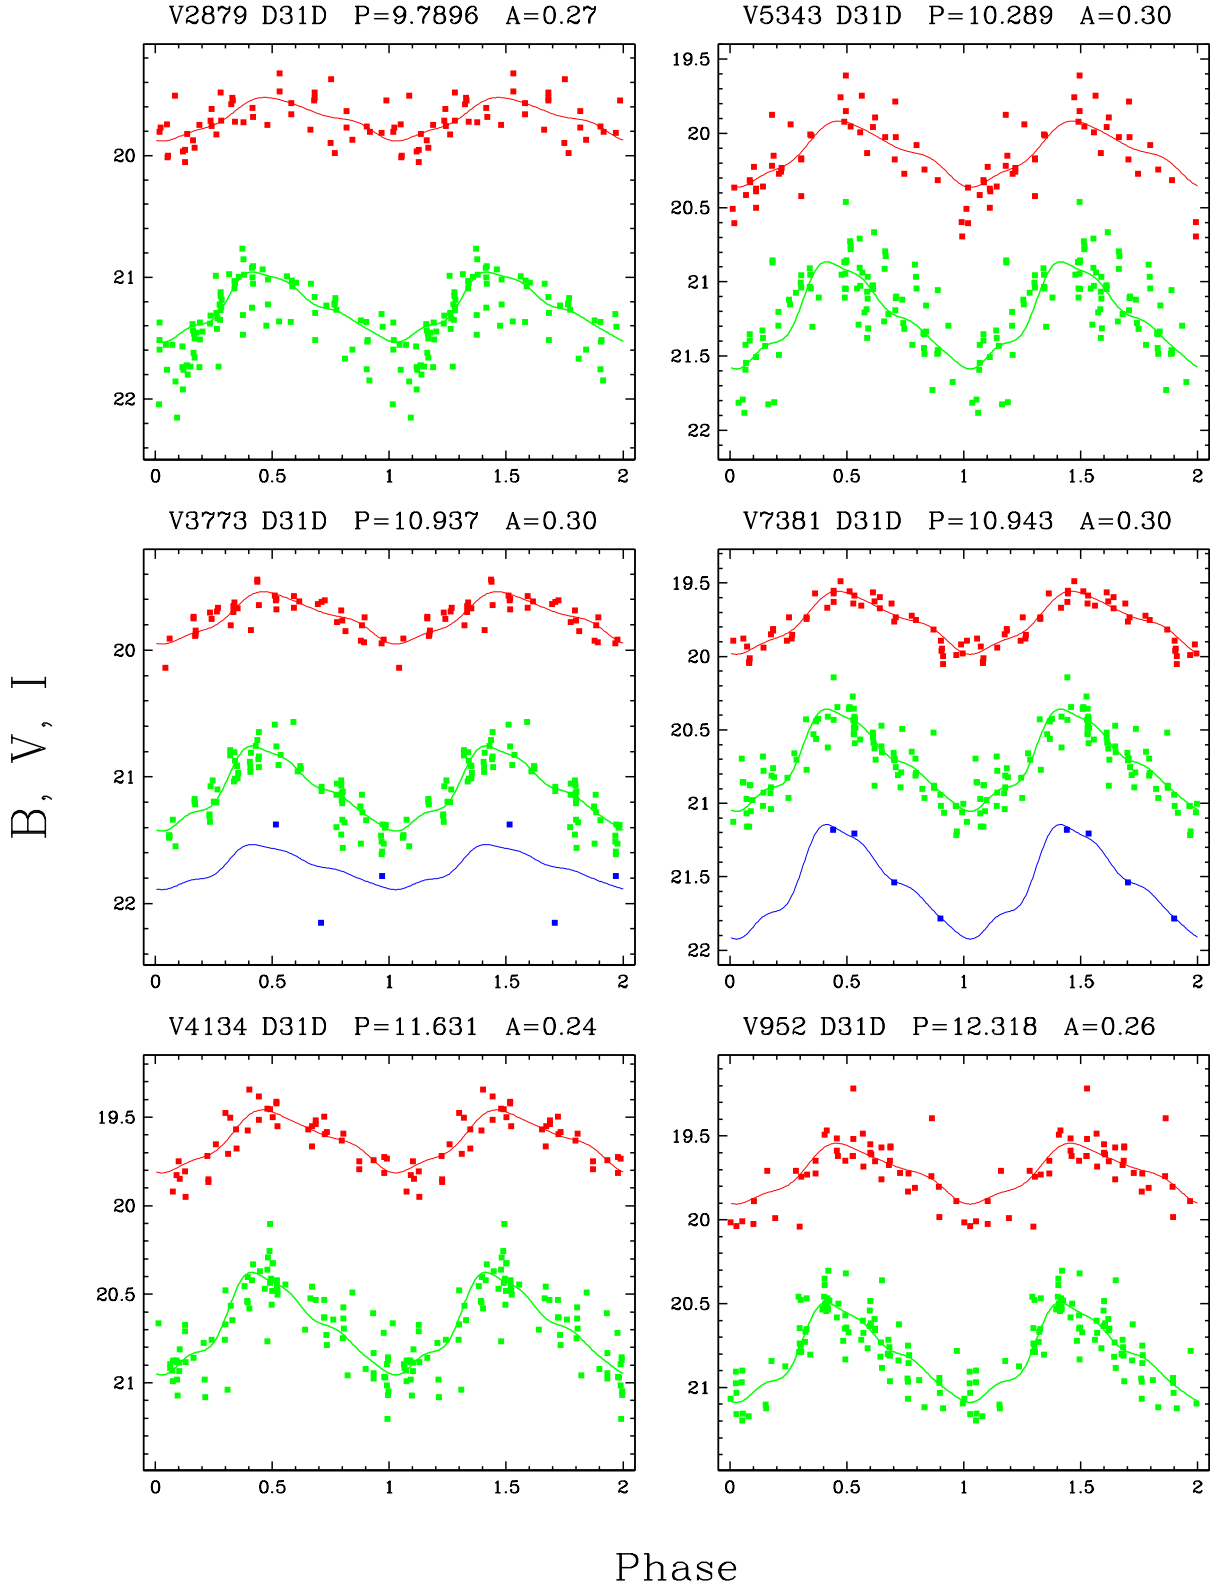 V2879 D31D P=9.7896 A=0.27
V5343 D31D P=10.289 A=0.30
20
21
22
0 0.5 1 1.5 2
19.5
20
20.5
21
21.5
22
0 0.5 1 1.5 2
V3773 D31D P=10.937 A=0.30
V7381 D31D P=10.943 A=0.30
20
21
22
0 0.5 1 1.5 2
19.5
20
20.5
21
21.5
22
0 0.5 1 1.5 2
B, V, I
V4134 D31D P=11.631 A=0.24
V952 D31D P=12.318 A=0.26
19.5
20
20.5
21
0 0.5 1 1.5 2
19.5
20
20.5
21
0 0.5 1 1.5 2
Phase